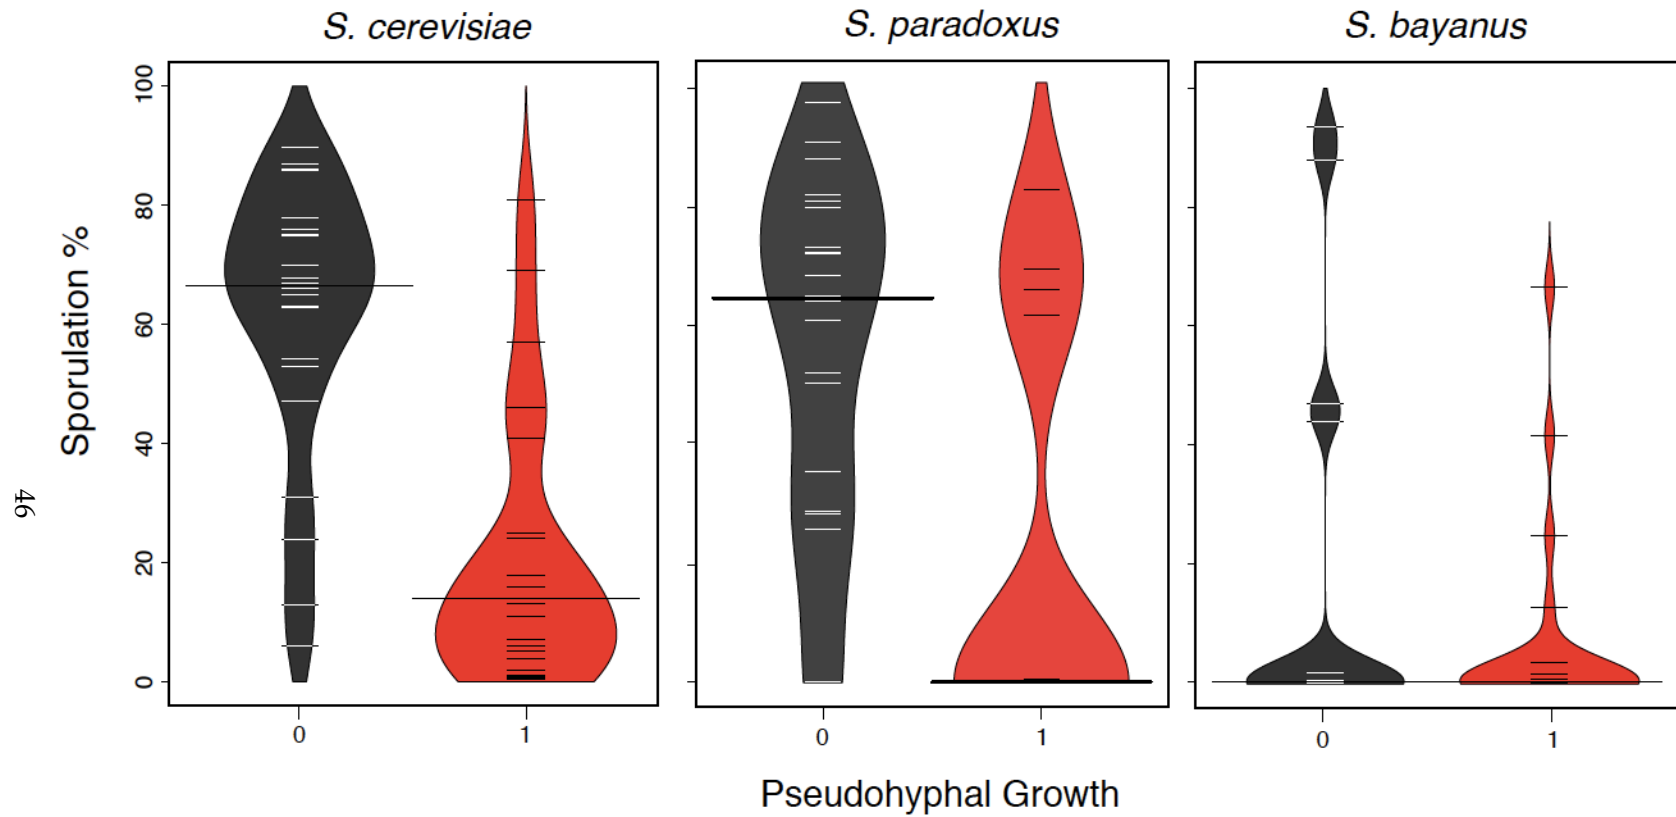 S. cerevisiae S. paradoxus S. bayanus
Sporulation %
100
80
60
40
20
0
0 1 0 1 0 1
Pseudohyphal Growth
46